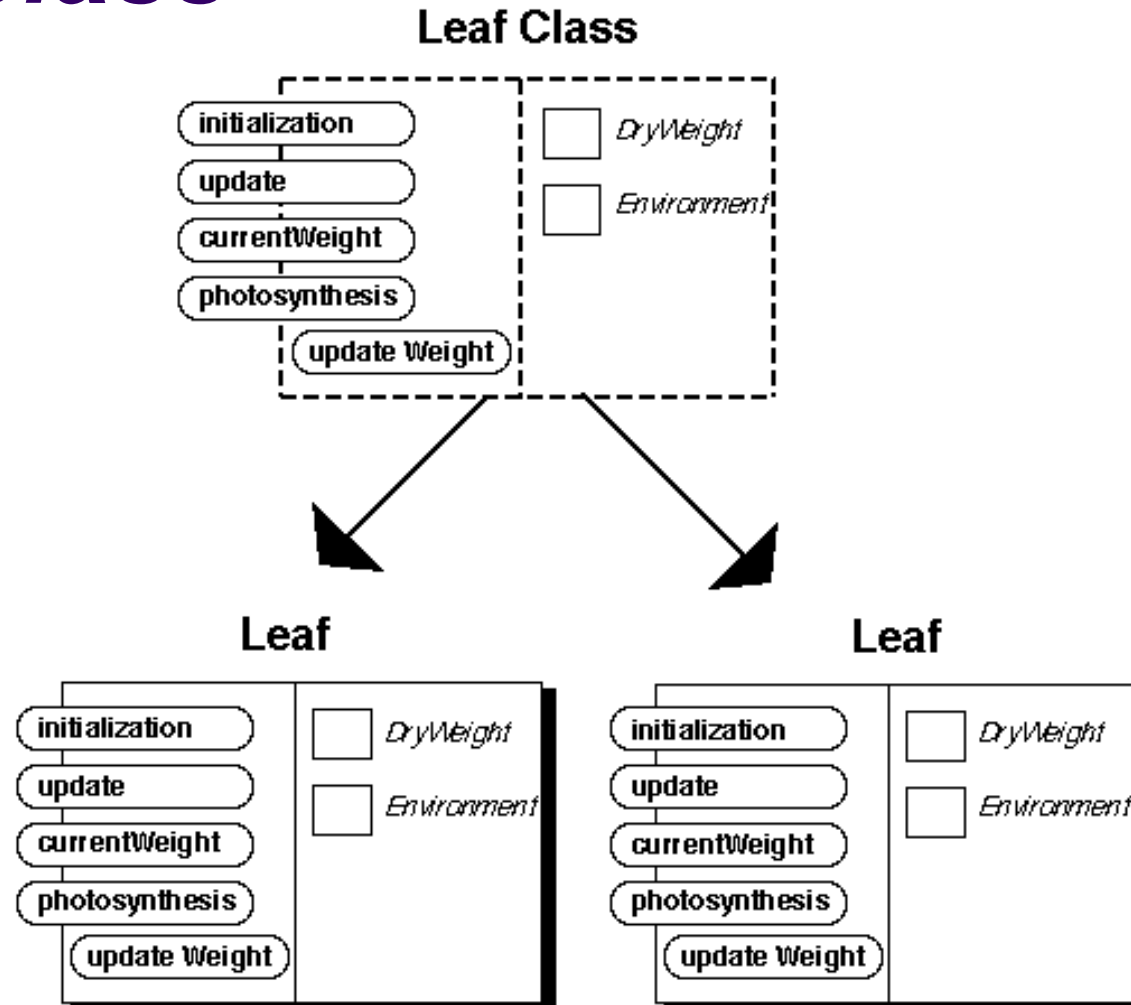 Leaf Class
initialization
update
currentWeight
photosynthesis
update Weight
DryWeight
Environment
Leaf
initialization
update
currentWeight
photosynthesis
update Weight
DryWeight
Environment
Leaf
initialization
update
currentWeight
photosynthesis
update Weight
DryWeight
Environment